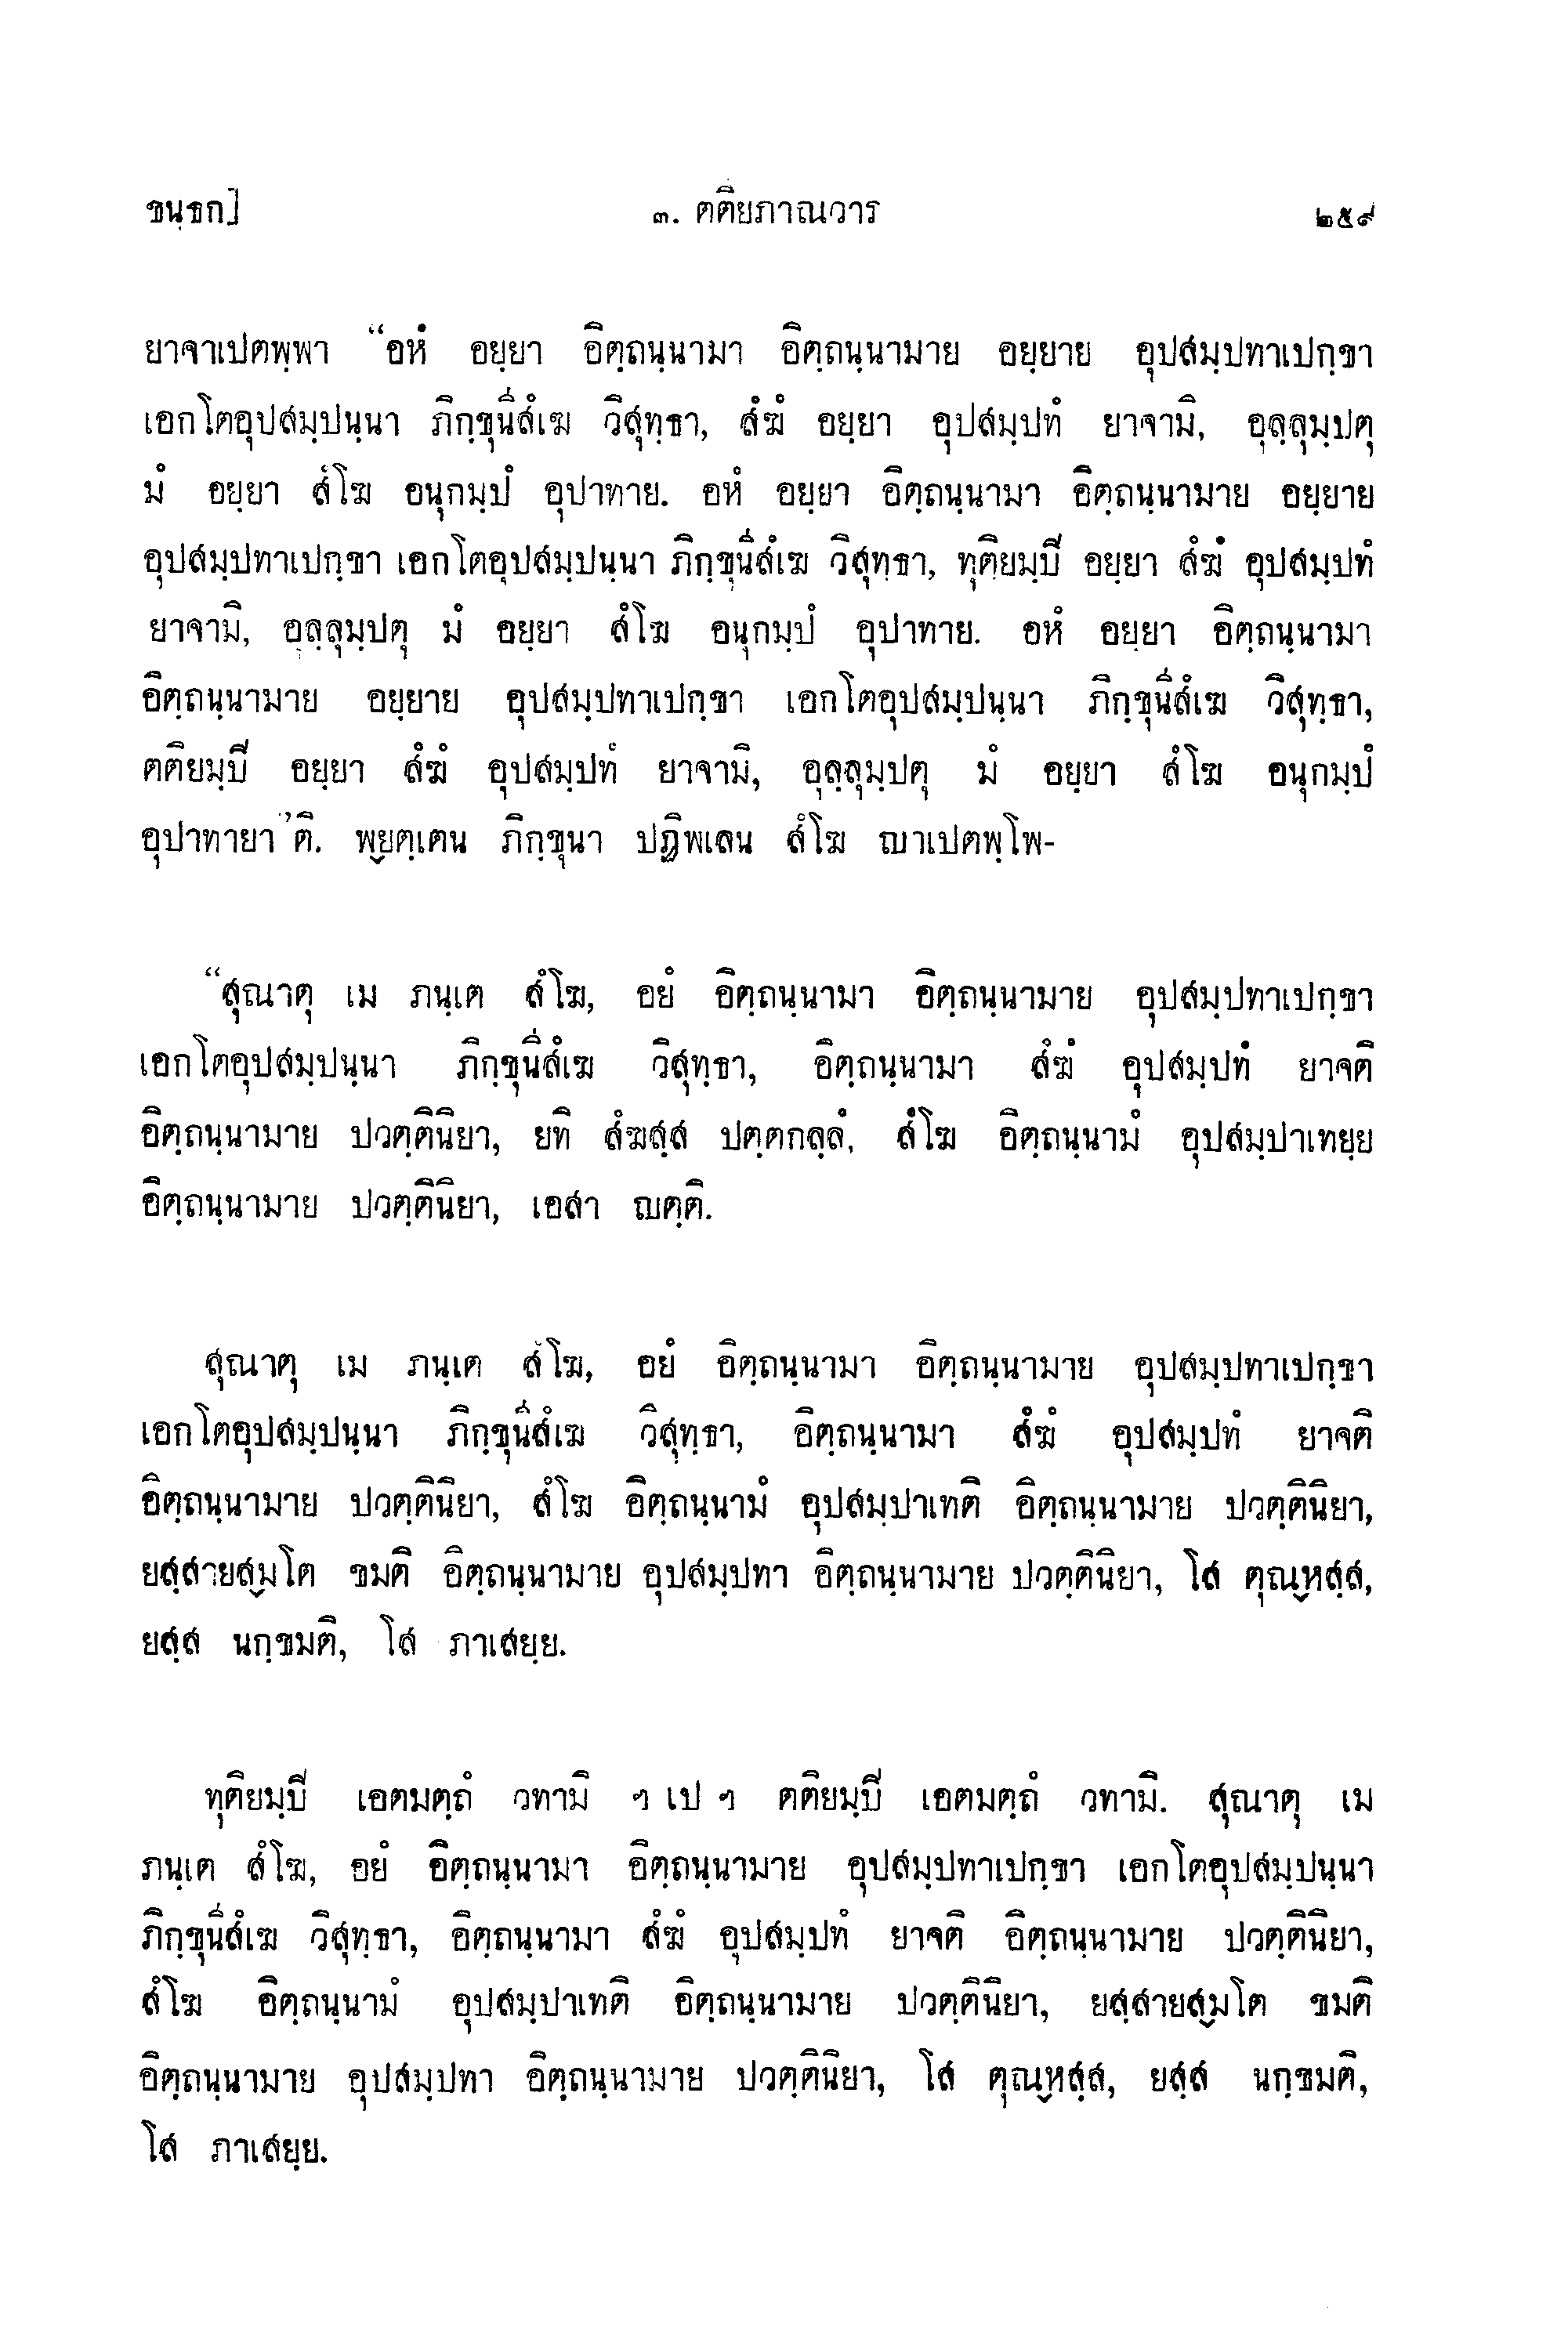 ขนฺธก] ๓. ตติยภาณวาร ๒๕๙
ยาจาเปตพฺพา “อหํ อยฺยา อิตฺถนฺนามา อิตฺถนฺนามาย อยฺยาย อุปสมฺปทาเปกฺขา
เอกโตอุปสมฺปนฺนา ภิกฺขุนีสํเฆ วิสุทฺธา, สํฆํ อยฺยา อุปสมฺปทํ ยาจามิ, อุลฺลุมฺปตุ
มํ อยฺยา สํโฆ อนุกมฺปํ อุปาทาย. อหํ อยฺยา อิตฺถนฺนามา อิตฺถนฺนามาย อยฺยาย
อุปสมฺปทาเปกฺขา เอกโตอุปสมฺปนฺนา ภิกฺขุนีสํเฆ วิสุทฺธา, ทุติยมฺปิ อยฺยา สํฆํ อุปสมฺปทํ
ยาจามิ, อุลฺลุมฺปตุ มํ อยฺยา สํโฆ อนุกมฺปํ อุปาทาย. อหํ อยฺยา อิตฺถนฺนามา
อิตฺถนฺนามาย อยฺยาย อุปสมฺปทาเปกฺขา เอกโตอุปสมฺปนฺนา ภิกฺขุนีสํเฆ วิสุทฺธา,
ตติยมฺปิ อยฺยา สํฆํ อุปสมฺปทํ ยาจามิ, อุลฺลุมฺปตุ มํ อยฺยา สํโฆ อนุกมฺปํ
อุปาทายา”ติ. พฺยตฺเตน ภิกฺขุนา ปฏิพเลน สํโฆ ญาเปตพฺโพ-
“สุณาตุ เม ภนฺเต สํโฆ, อยํ อิตฺถนฺนามา อิตฺถนฺนามาย อุปสมฺปทาเปกฺขา
เอกโตอุปสมฺปนฺนา ภิกฺขุนีสํเฆ วิสุทฺธา, อิตฺถนฺนามา สํฆํ อุปสมฺปทํ ยาจติ
อิตฺถนฺนามาย ปวตฺตินิยา, ยทิ สํฆสฺส ปตฺตกลฺลํ, สํโฆ อิตฺถนฺนามํ อุปสมฺปาเทยฺย
อิตฺถนฺนามาย ปวตฺตินิยา, เอสา ญตฺติ.
สุณาตุ เม ภนฺเต สํโฆ, อยํ อิตฺถนฺนามา อิตฺถนฺนามาย อุปสมฺปทาเปกฺขา
เอกโตอุปสมฺปนฺนา ภิกฺขุนีสํเฆ วิสุทฺธา, อิตฺถนฺนามา สํฆํ อุปสมฺปทํ ยาจติ
อิตฺถนฺนามาย ปวตฺตินิยา, สํโฆ อิตฺถนฺนามํ อุปสมฺปาเทติ อิตฺถนฺนามาย ปวตฺตินิยา,
ยสฺสายสฺมโต ขมติ อิตฺถนฺนามาย อุปสมฺปทา อิตฺถนฺนามาย ปวตฺตินิยา, โส ตุณฺหสฺส,
ยสฺส นกฺขมติ, โส ภาเสยฺย.
ทุติยมฺปิ เอตมตฺถํ วทามิ ฯ เป ฯ ตติยมฺปิ เอตมตฺถํ วทามิ. สุณาตุ เม
ภนฺเต สํโฆ, อยํ อิตฺถนฺนามา อิตฺถนฺนามาย อุปสมฺปทาเปกฺขา เอกโตอุปสมฺปนฺนา
ภิกฺขุนีสํเฆ วิสุทฺธา, อิตฺถนฺนามา สํฆํ อุปสมฺปทํ ยาจติ อิตฺถนฺนามาย ปวตฺตินิยา,
สํโฆ อิตฺถนฺนามํ อุปสมฺปาเทติ อิตฺถนฺนามาย ปวตฺตินิยา, ยสฺสายสฺมโต ขมติ
อิตฺถนฺนามาย อุปสมฺปทา อิตฺถนฺนามาย ปวตฺตินิยา, โส ตุณฺหสฺส, ยสฺส นกฺขมติ,
โส ภาเสยฺย.